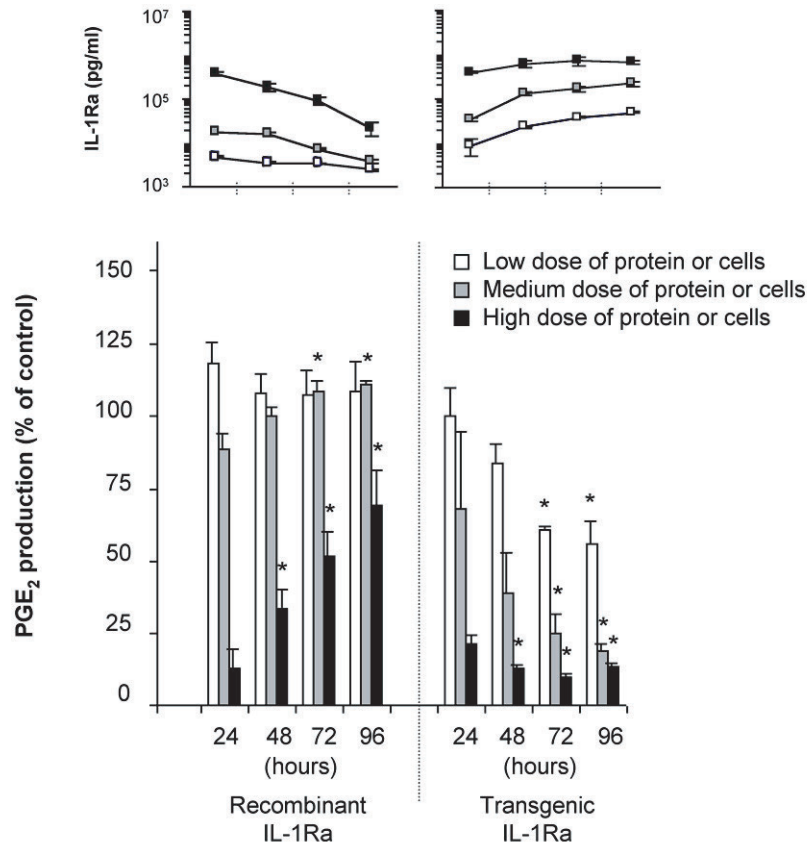 10⁷
10⁵
10³
IL-1Ra (pg/ml)
150
125
100
75
50
25
0
PGE₂ production (% of control)
Low dose of protein or cells
Medium dose of protein or cells
High dose of protein or cells
* * * * *
* * * * * * *
24 48 72 96 24 48 72 96
(hours) (hours)
Recombinant Transgenic
IL-1Ra IL-1Ra